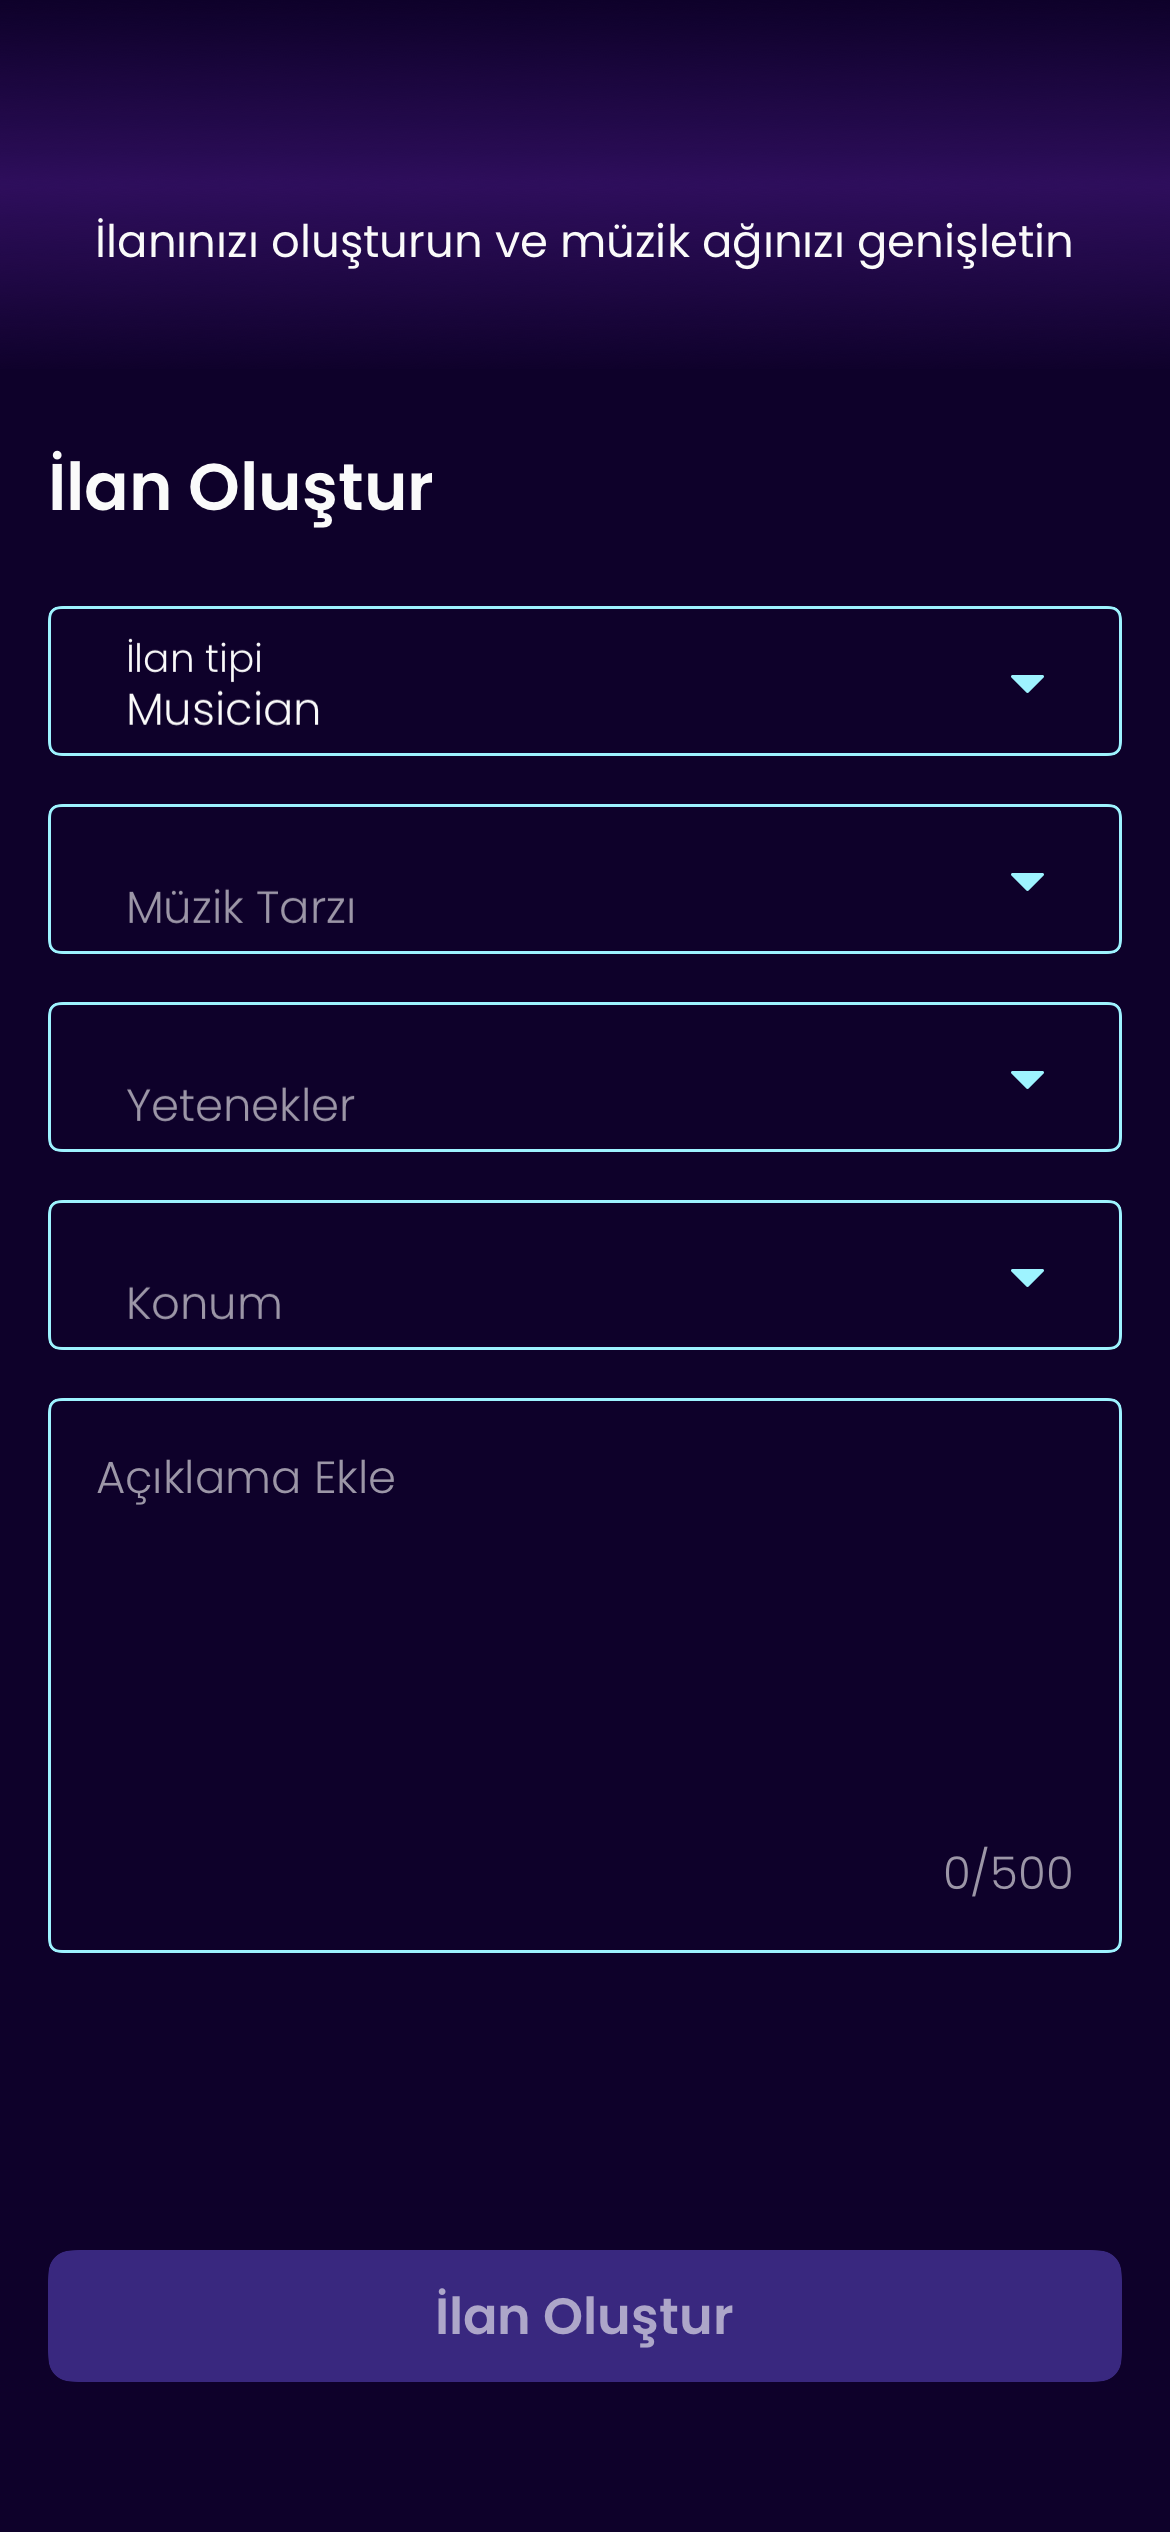 İlanınızı oluşturun ve müzik ağınızı genişletin
İlan Oluştur
İlan tipi
Musician
Müzik Tarzı
Yetenekler
Konum
Açıklama Ekle
0/500
İlan Oluştur